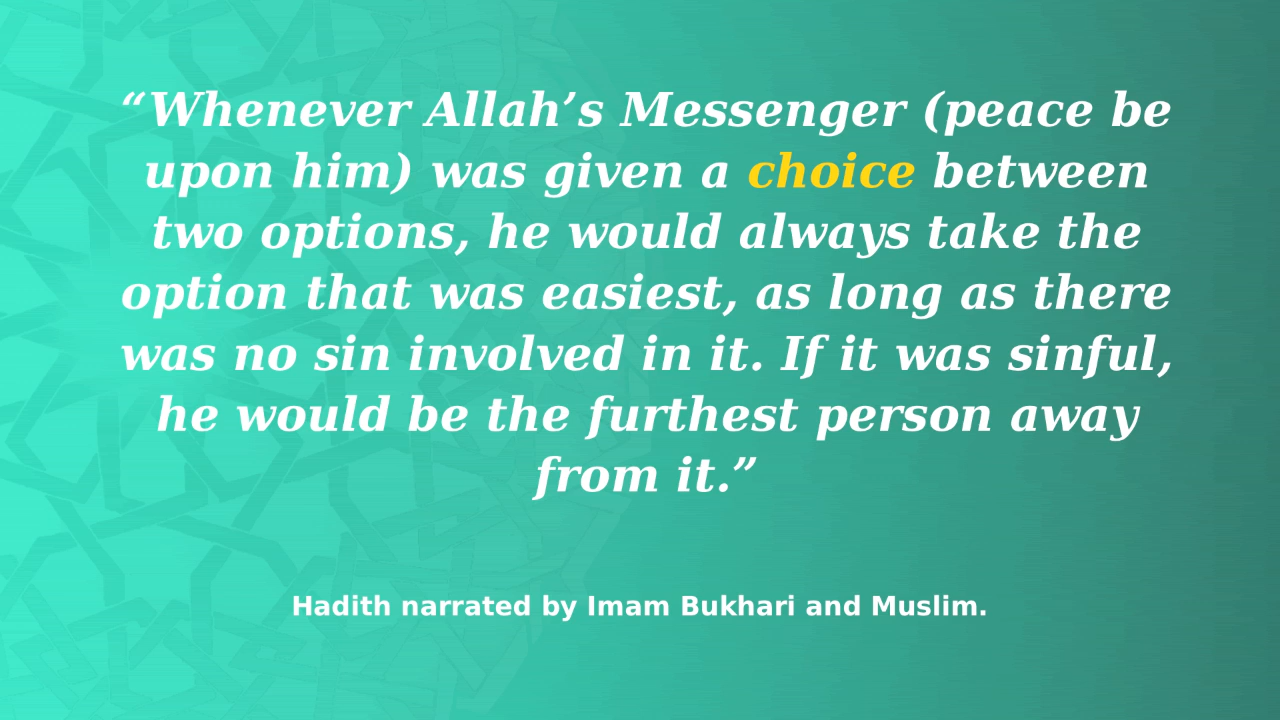 “Whenever Allah’s Messenger (peace be
upon him) was given a choice between
two options, he would always take the
option that was easiest, as long as there
was no sin involved in it. If it was sinful,
he would be the furthest person away
from it.”
Hadith narrated by Imam Bukhari and Muslim.